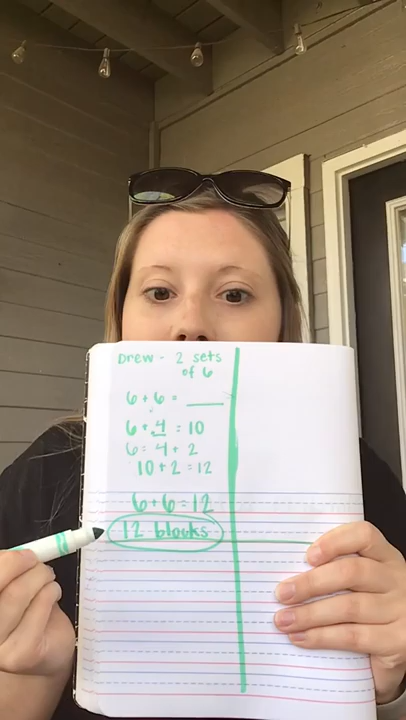 Drew - 2 sets
of 6
6 + 6 = ____
6 + 4 = 10
6 = 4 + 2
10 + 2 = 12
6 + 6 = 12
12 blocks